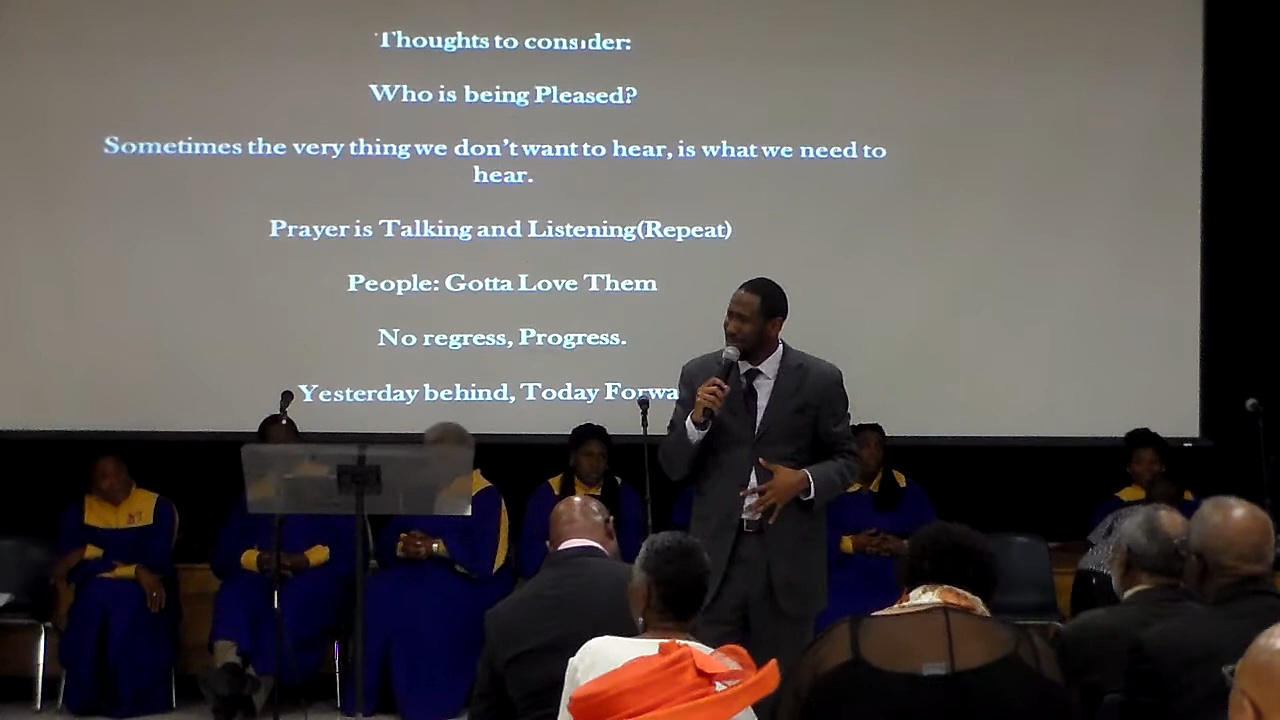 Thoughts to consider:
Who is being Pleased?
Sometimes the very thing we don't want to hear, is what we need to
hear.
Prayer is Talking and Listening(Repeat)
People: Gotta Love Them
No regress, Progress.
Yesterday behind, Today Forwa